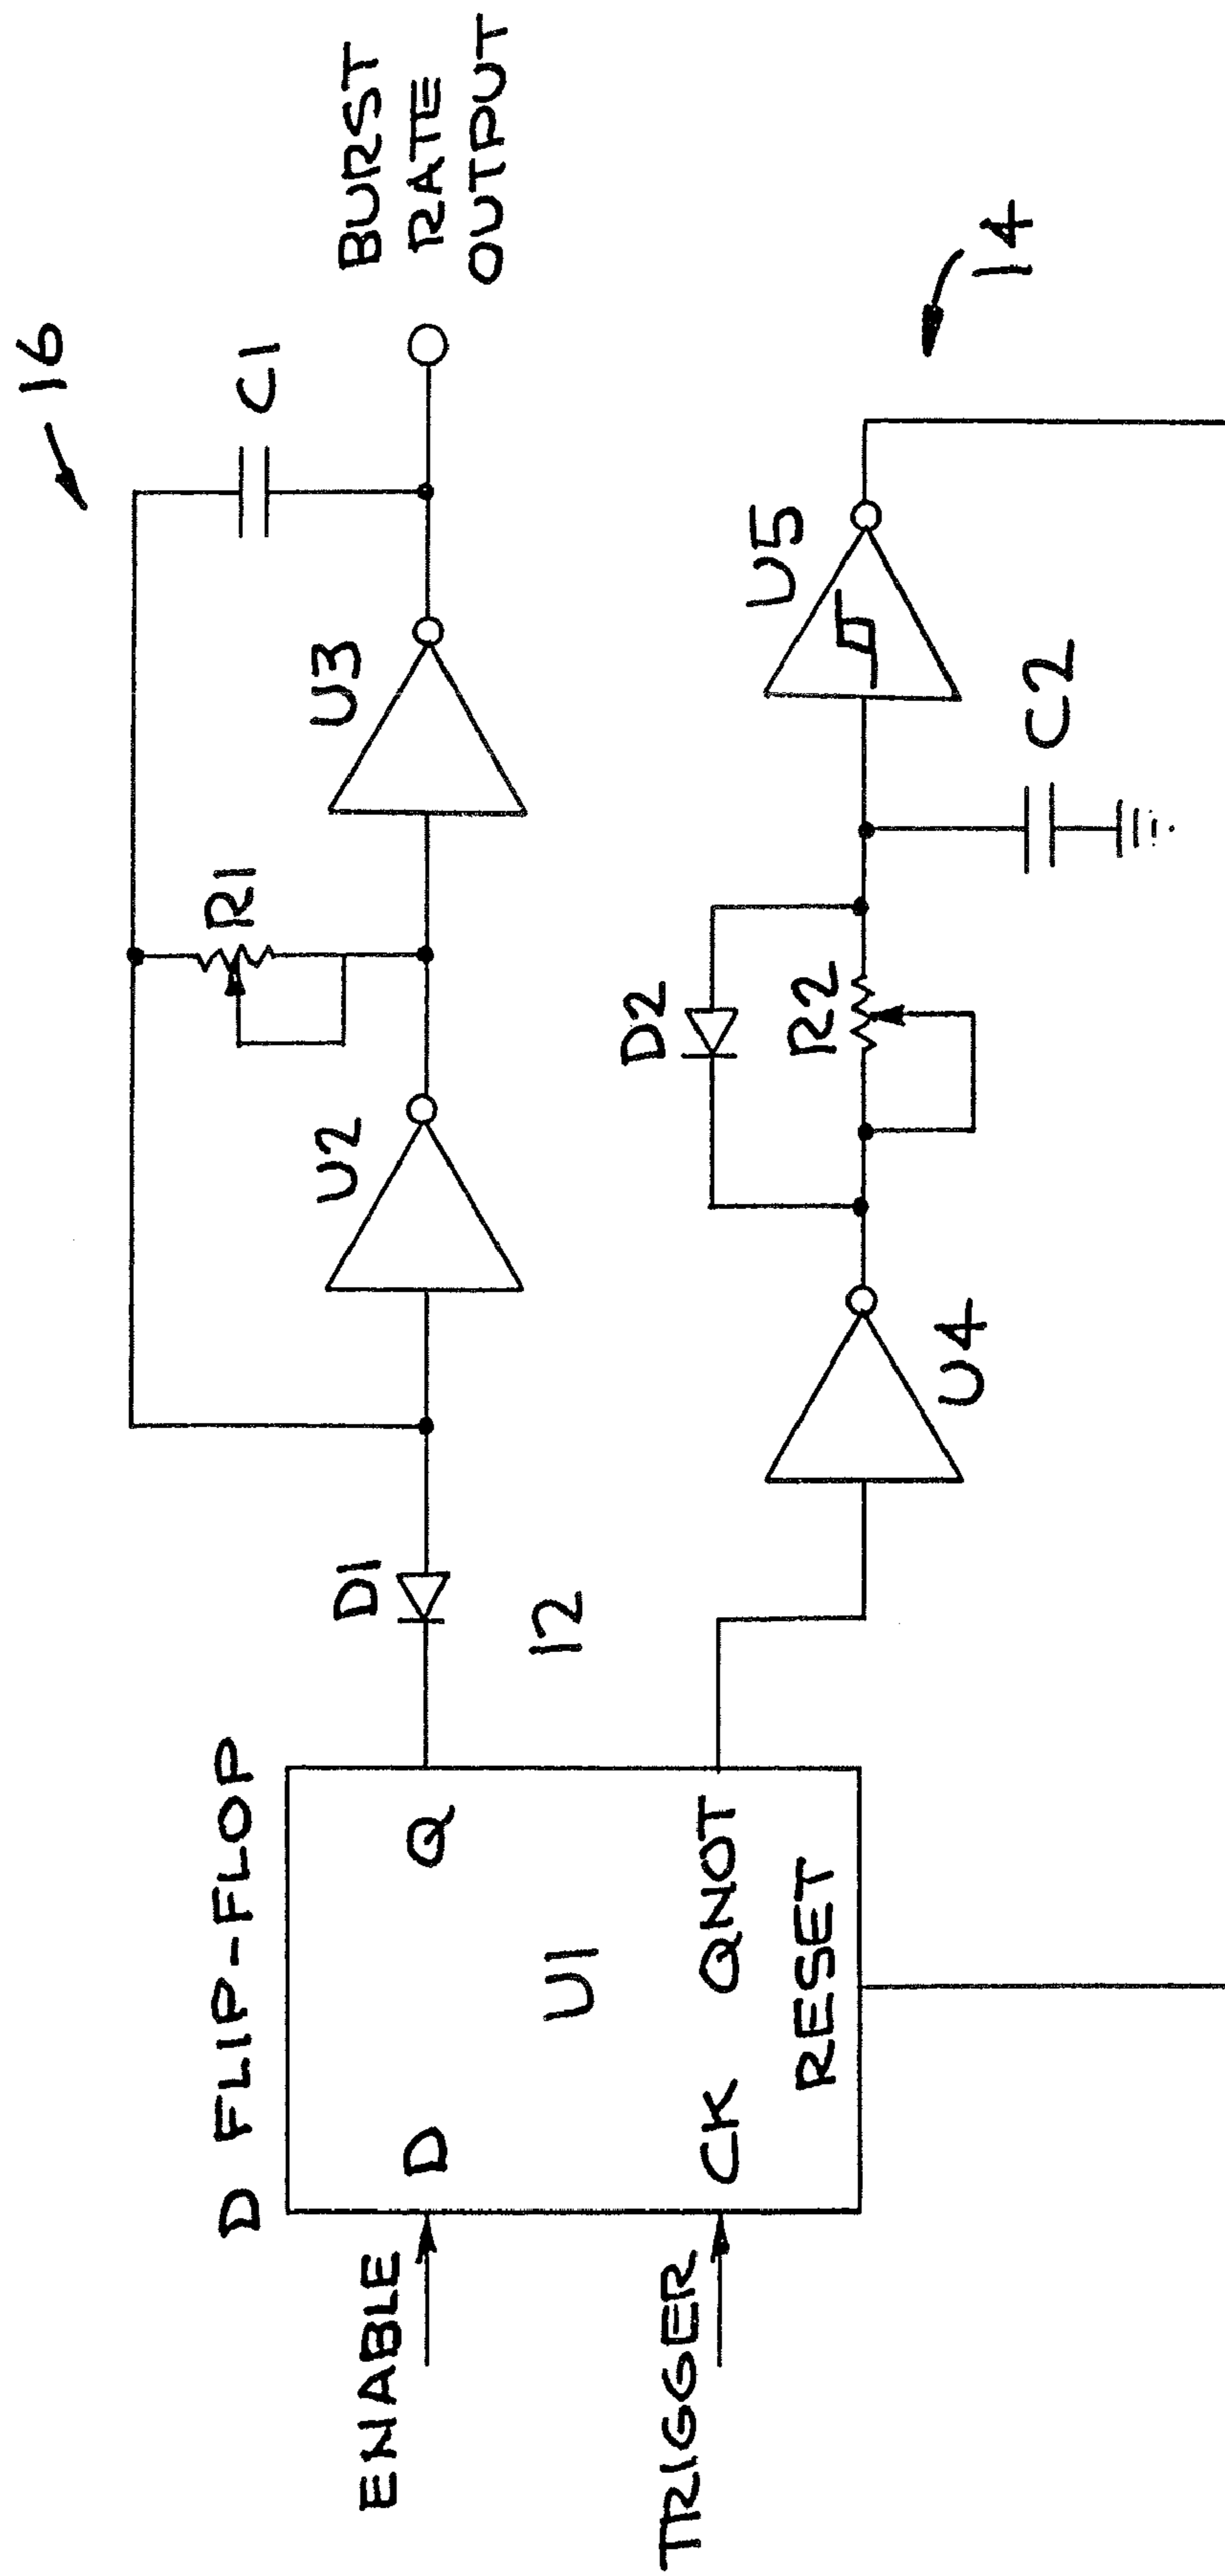 16
C1
BURST
RATE
OUTPUT
R1
U2
U3
D FLIP-FLOP
D1
ENABLE
D
Q
12
U1
D2
U5
R2
TRIGGER
CK
QNOT
RESET
U4
C2
14